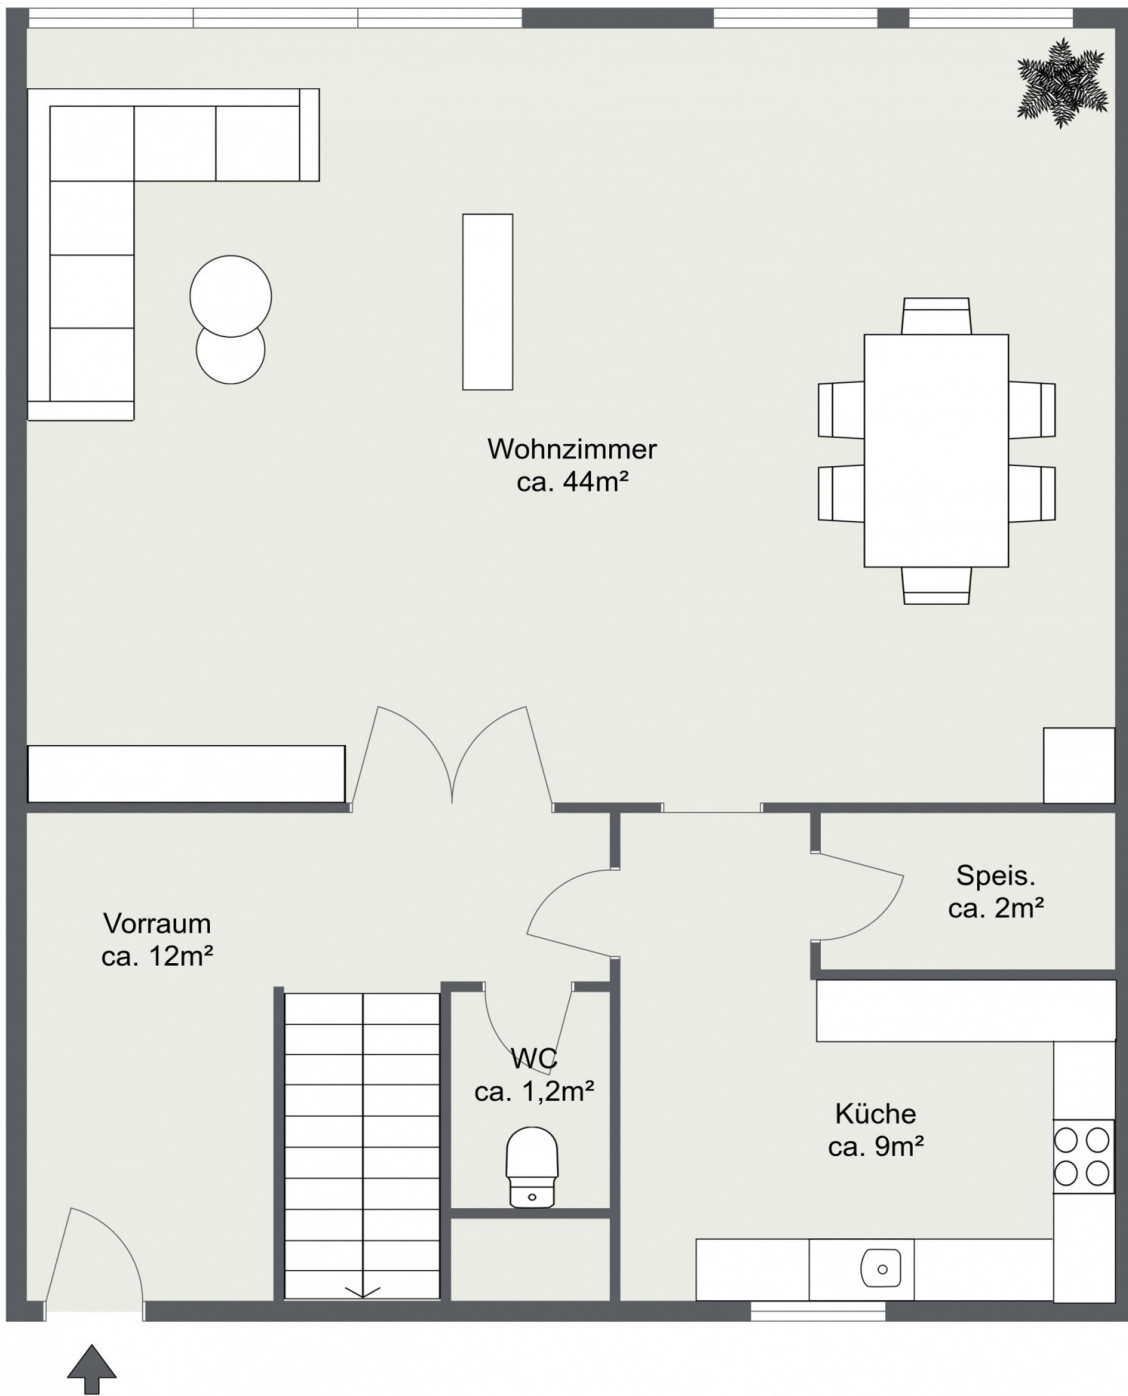 Wohnzimmer
ca. 44m²
Speis.
ca. 2m²
Vorraum
ca. 12m²
WC
ca. 1,2m²
Küche
ca. 9m²